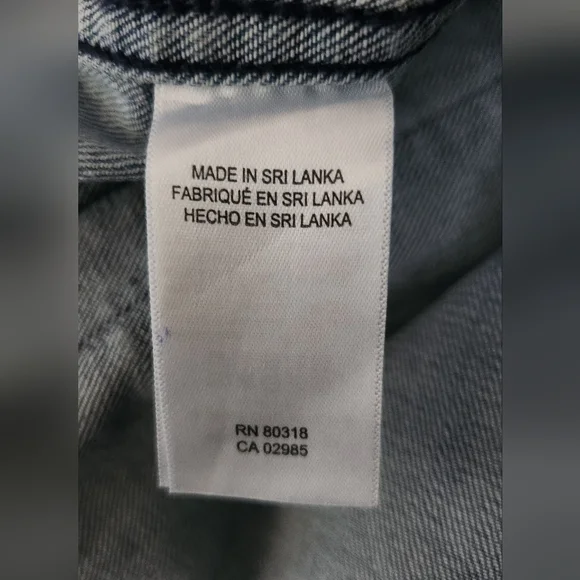 MADE IN SRI LANKA
FABRIQUÉ EN SRI LANKA
HECHO EN SRI LANKA
RN 80318
CA 02985